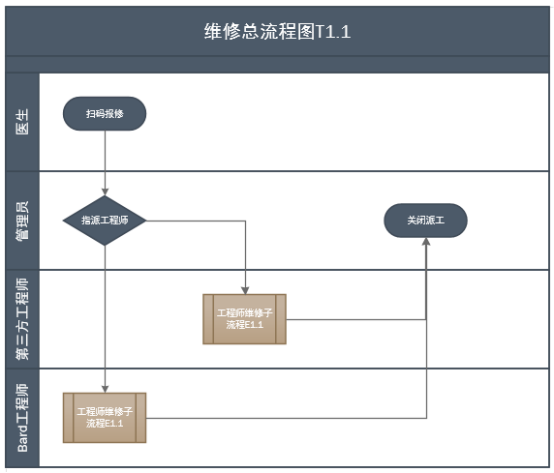 维修总流程图T1.1
医生
扫码报修
管理员
指派工程师
关闭派工
第三方工程师
工程师维修子
流程E1.1
Bard工程师
工程师维修子
流程E1.1